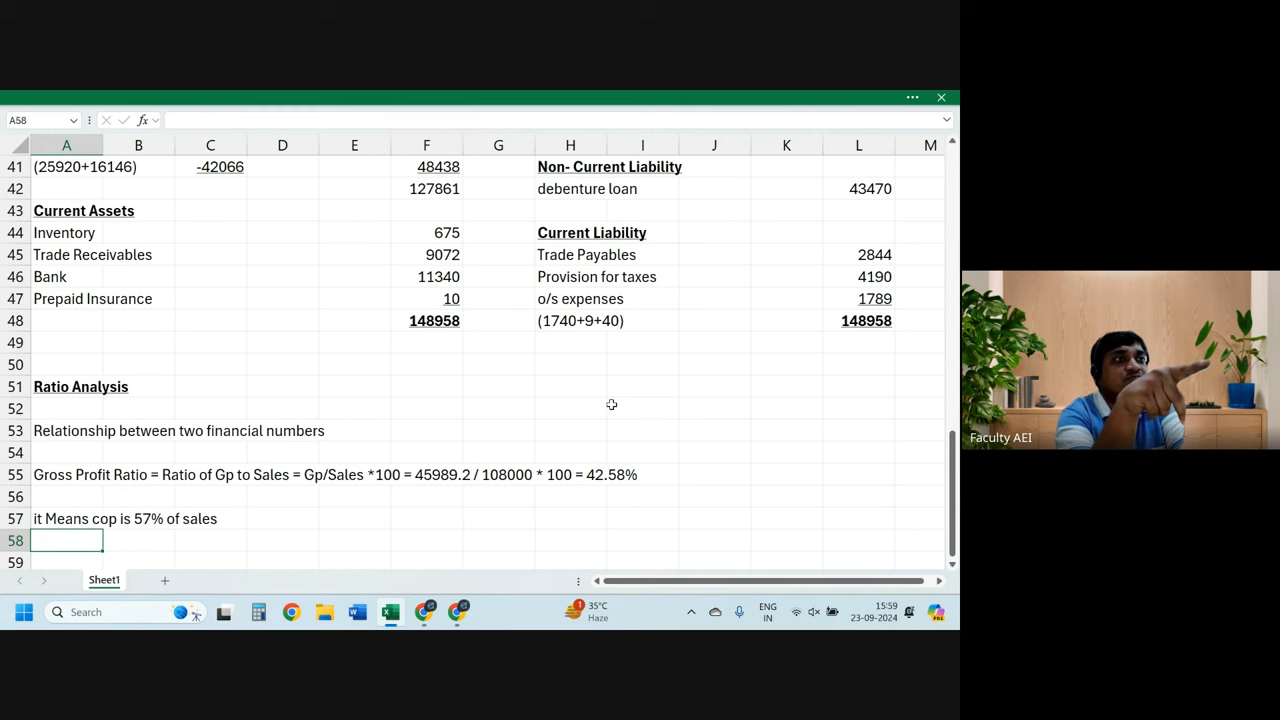 A58
fx
A B C D E F G H I J K L M
41 (25920+16146) -42066 48438 Non- Current Liability
42 127861 debenture loan 43470
43 Current Assets
44 Inventory 675 Current Liability
45 Trade Receivables 9072 Trade Payables 2844
46 Bank 11340 Provision for taxes 4190
47 Prepaid Insurance 10 o/s expenses 1789
48 148958 (1740+9+40) 148958
49
50
51 Ratio Analysis
52
53 Relationship between two financial numbers
54
55 Gross Profit Ratio = Ratio of Gp to Sales = Gp/Sales *100 = 45989.2 / 108000 * 100 = 42.58%
56
57 it Means cop is 57% of sales
58
59
Sheet1
Faculty AEI
Search
1
35°C
Haze
ENG
IN
15:59
23-09-2024
PRE